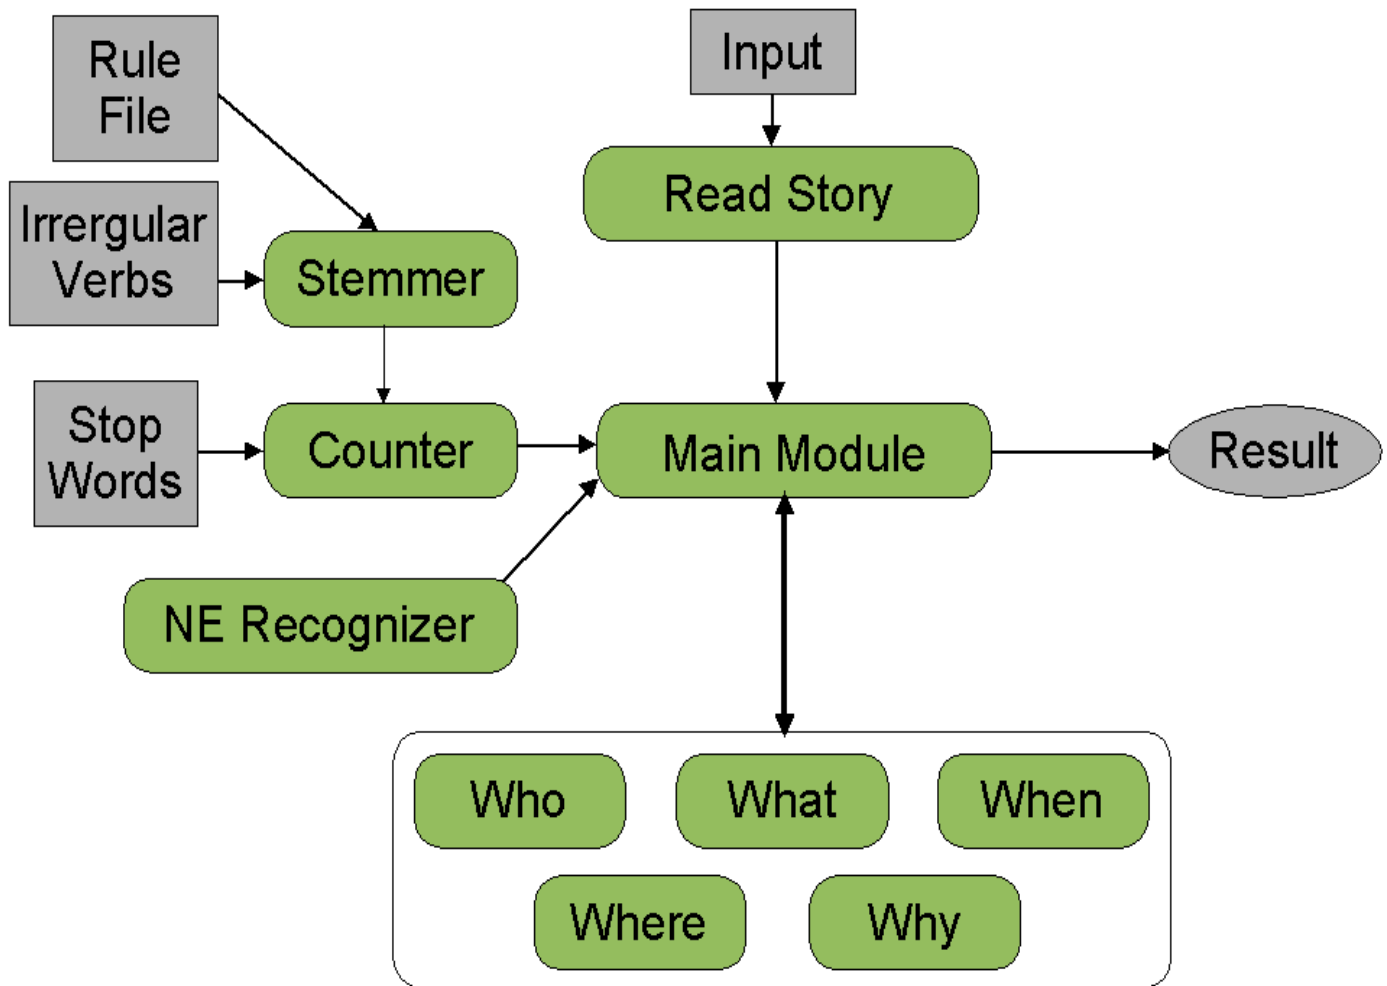 Rule
File
Input
Read Story
Irrergular
Verbs
Stemmer
Stop
Words
Counter
Main Module
Result
NE Recognizer
Who
What
When
Where
Why